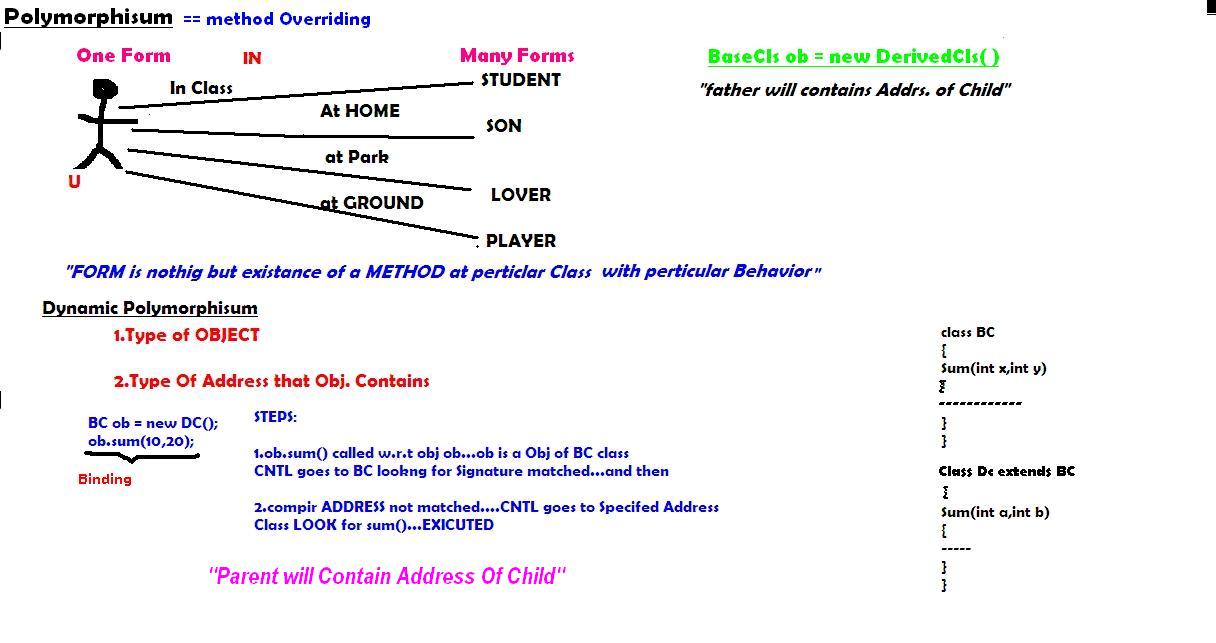 Polymorphisum == method Overriding
One Form IN Many Forms
BaseCls ob = new DerivedCls( )
"father will contains Addrs. of Child"
In Class STUDENT
At HOME SON
at Park LOVER
at GROUND PLAYER
U
"FORM is nothig but existance of a METHOD at perticlar Class with perticular Behavior"
Dynamic Polymorphisum
1.Type of OBJECT
2.Type Of Address that Obj. Contains
BC ob = new DC();
ob.sum(10,20);
Binding
STEPS:
1.ob.sum() called w.r.t obj ob...ob is a Obj of BC class
CNTL goes to BC lookng for Signature matched...and then
2.compir ADDRESS not matched....CNTL goes to Specifed Address
Class LOOK for sum()...EXICUTED
"Parent will Contain Address Of Child"
class BC
{
Sum(int x,int y)
{
------------
}
}
Class Dc extends BC
{
Sum(int a,int b)
{
-----
}
}